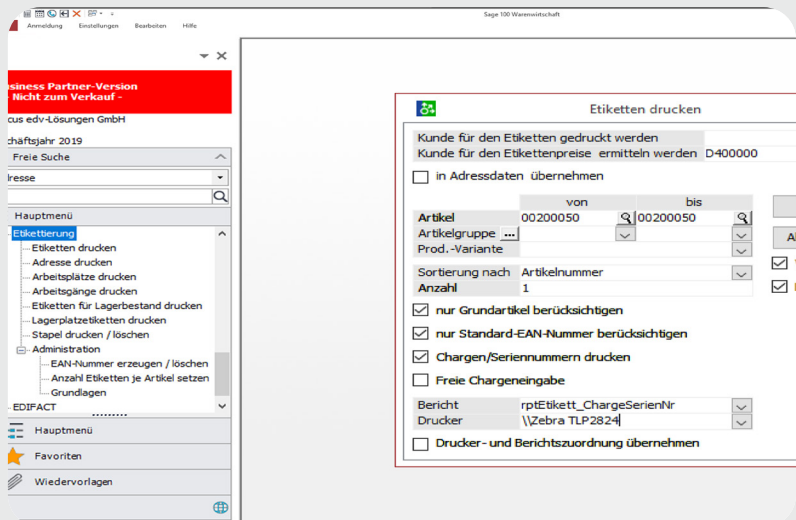 Sage 100 Warenwirtschaft
Anmeldung Einstellungen Bearbeiten Hilfe
usiness Partner-Version
- Nicht zum Verkauf -
cus edv-Lösungen GmbH
chäftsjahr 2019
Freie Suche
resse
Hauptmenü
Etikettierung
Etiketten drucken
Adresse drucken
Arbeitsplätze drucken
Arbeitsgänge drucken
Etiketten für Lagerbestand drucken
Lagerplatzetiketten drucken
Stapel drucken / löschen
Administration
EAN-Nummer erzeugen / löschen
Anzahl Etiketten je Artikel setzen
Grundlagen
EDIFACT
Hauptmenü
Favoriten
Wiedervorlagen
Etiketten drucken
Kunde für den Etiketten gedruckt werden
Kunde für den Etikettenpreise ermitteln werden D400000
in Adressdaten übernehmen
von bis
Artikel 00200050 00200050
Artikelgruppe ...
Prod.-Variante
Sortierung nach Artikelnummer
Anzahl 1
nur Grundartikel berücksichtigen
nur Standard-EAN-Nummer berücksichtigen
Chargen/Seriennummern drucken
Freie Chargeneingabe
Bericht rptEtikett_ChargeSerienNr
Drucker \\Zebra TLP2824
Drucker- und Berichtszuordnung übernehmen